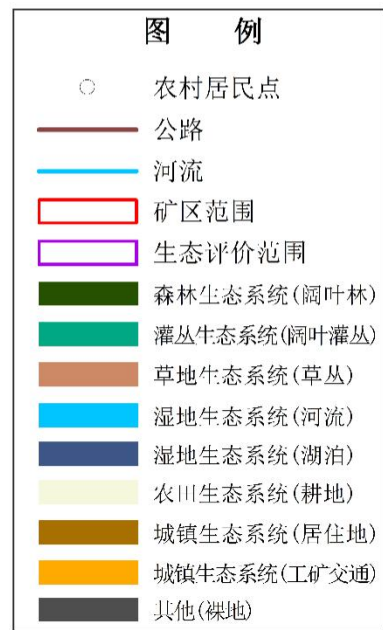 图 例
农村居民点
公路
河流
矿区范围
生态评价范围
森林生态系统(阔叶林)
灌丛生态系统(阔叶灌丛)
草地生态系统(草丛)
湿地生态系统(河流)
湿地生态系统(湖泊)
农田生态系统(耕地)
城镇生态系统(居住地)
城镇生态系统(工矿交通)
其他(裸地)